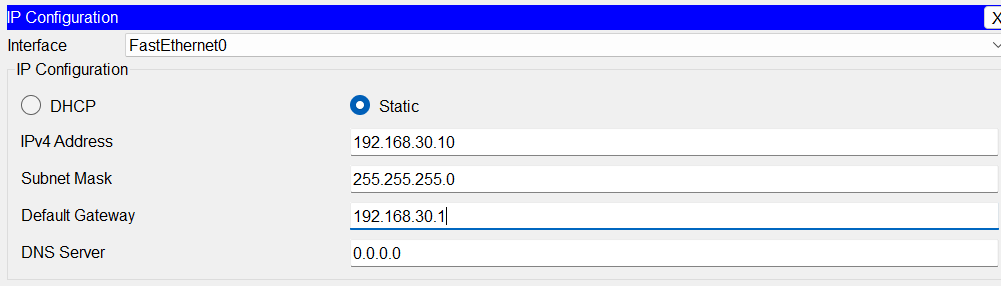 IP Configuration X
Interface FastEthernet0
IP Configuration
DHCP Static
IPv4 Address 192.168.30.10
Subnet Mask 255.255.255.0
Default Gateway 192.168.30.1
DNS Server 0.0.0.0